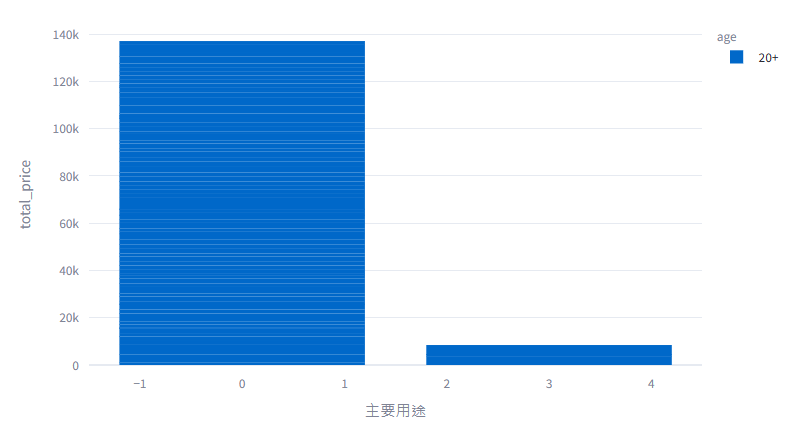 140k
120k
100k
80k
60k
40k
20k
0
total_price
−1
0
1
2
3
4
主要用途
age
20+